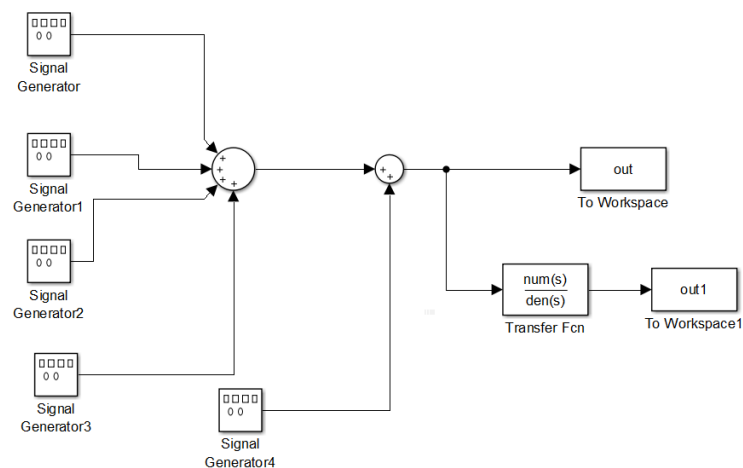 Signal
Generator
Signal
Generator1
Signal
Generator2
Signal
Generator3
Signal
Generator4
+
+
+
+
+
+
out
To Workspace
num(s)
den(s)
Transfer Fcn
out1
To Workspace1